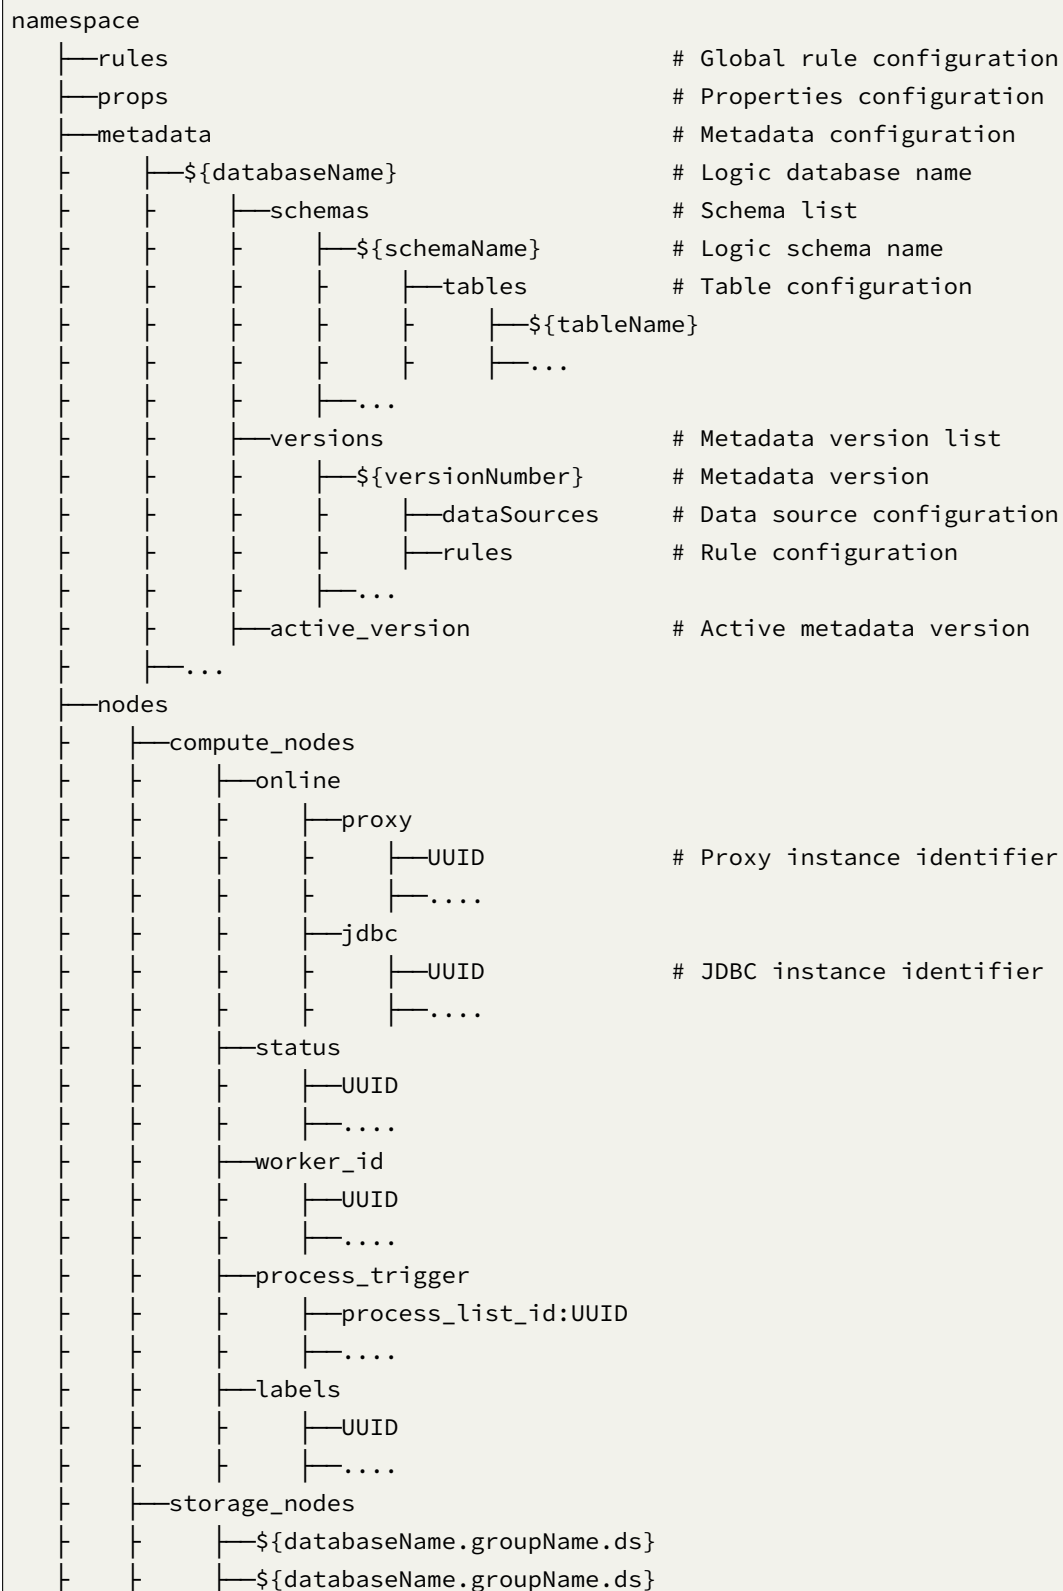 namespace
   ├──rules                                   # Global rule configuration
   ├──props                                   # Properties configuration
   ├──metadata                                # Metadata configuration
   ├     ├──${databaseName}                   # Logic database name
   ├     ├     ├──schemas                     # Schema list
   ├     ├     ├     ├──${schemaName}         # Logic schema name
   ├     ├     ├     ├     ├──tables          # Table configuration
   ├     ├     ├     ├     ├     ├──${tableName}
   ├     ├     ├     ├     ├     ├──...
   ├     ├     ├     ├──...
   ├     ├     ├──versions                    # Metadata version list
   ├     ├     ├     ├──${versionNumber}      # Metadata version
   ├     ├     ├     ├     ├──dataSources     # Data source configuration
   ├     ├     ├     ├     ├──rules           # Rule configuration
   ├     ├     ├     ├──...
   ├     ├     ├──active_version              # Active metadata version
   ├     ├──...
   ├──nodes
   ├    ├──compute_nodes
   ├    ├     ├──online
   ├    ├     ├     ├──proxy
   ├    ├     ├     ├     ├──UUID             # Proxy instance identifier
   ├    ├     ├     ├     ├──....
   ├    ├     ├     ├──jdbc
   ├    ├     ├     ├     ├──UUID             # JDBC instance identifier
   ├    ├     ├     ├     ├──....
   ├    ├     ├──status
   ├    ├     ├     ├──UUID
   ├    ├     ├     ├──....
   ├    ├     ├──worker_id
   ├    ├     ├     ├──UUID
   ├    ├     ├     ├──....
   ├    ├     ├──process_trigger
   ├    ├     ├     ├──process_list_id:UUID
   ├    ├     ├     ├──....
   ├    ├     ├──labels
   ├    ├     ├     ├──UUID
   ├    ├     ├     ├──....
   ├    ├──storage_nodes
   ├    ├     ├──${databaseName.groupName.ds}
   ├    ├     ├──${databaseName.groupName.ds}